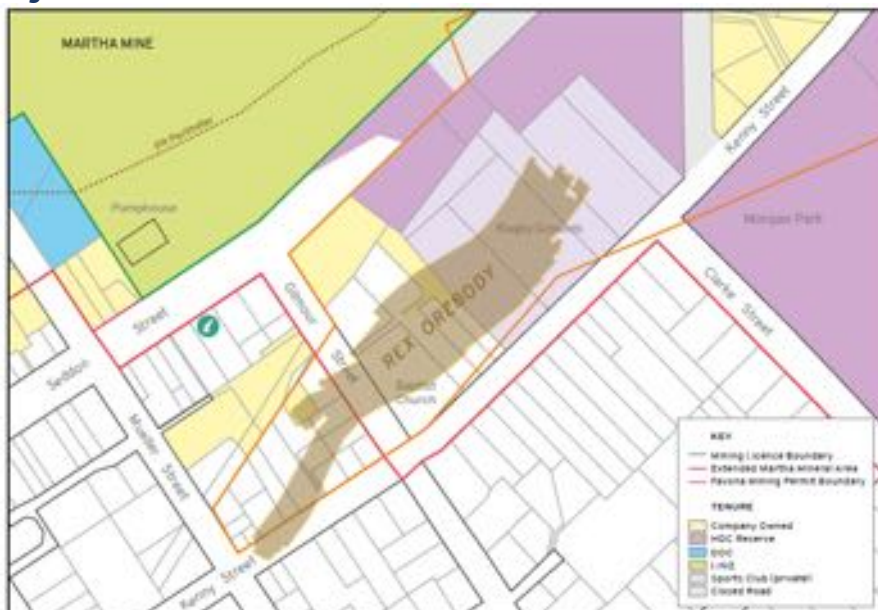 MARTHA MINE
Pit Perimeter
Pumphouse
Kenny Street
Rugby Grounds
Morgan Park
Clarke Street
Gilmour Street
REX OREBODY
Church
Seddon Street
Mueller Street
Kenny Street
KEY
Mining Licence Boundary
Extended Martha Mineral Area
Favona Mining Permit Boundary
TENURE
Company Owned
HDC Reserve
DOC
LINZ
Sports Club (private)
Closed Road